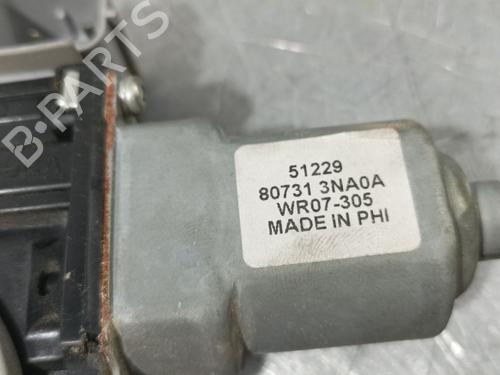 51229
80731 3NA0A
WR07-305
MADE IN PHI
B-PARTS